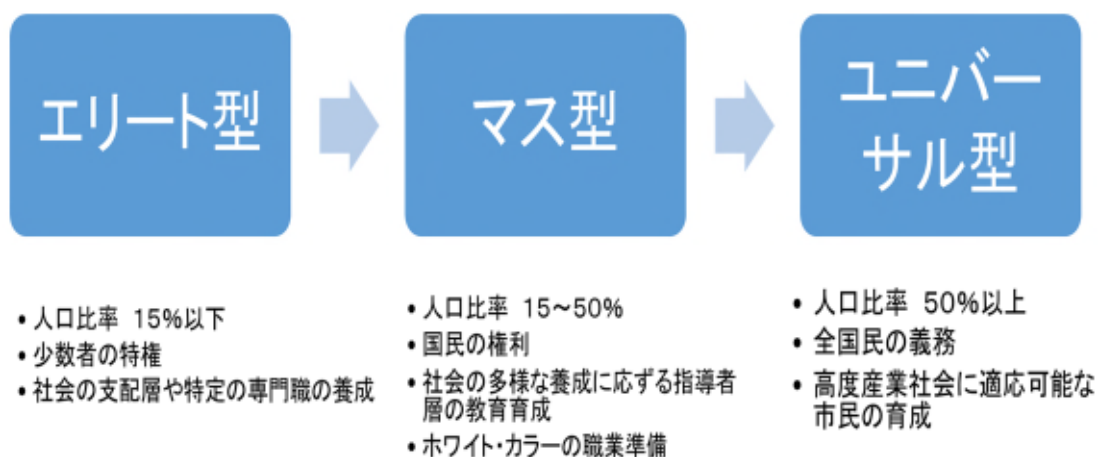 エリート型
マス型
ユニバー
サル型
• 人口比率 15%以下
• 少数者の特権
• 社会の支配層や特定の専門職の養成
• 人口比率 15～50%
• 国民の権利
• 社会の多様な養成に応ずる指導者
層の教育育成
• ホワイト・カラーの職業準備
• 人口比率 50%以上
• 全国民の義務
• 高度産業社会に適応可能な
市民の育成